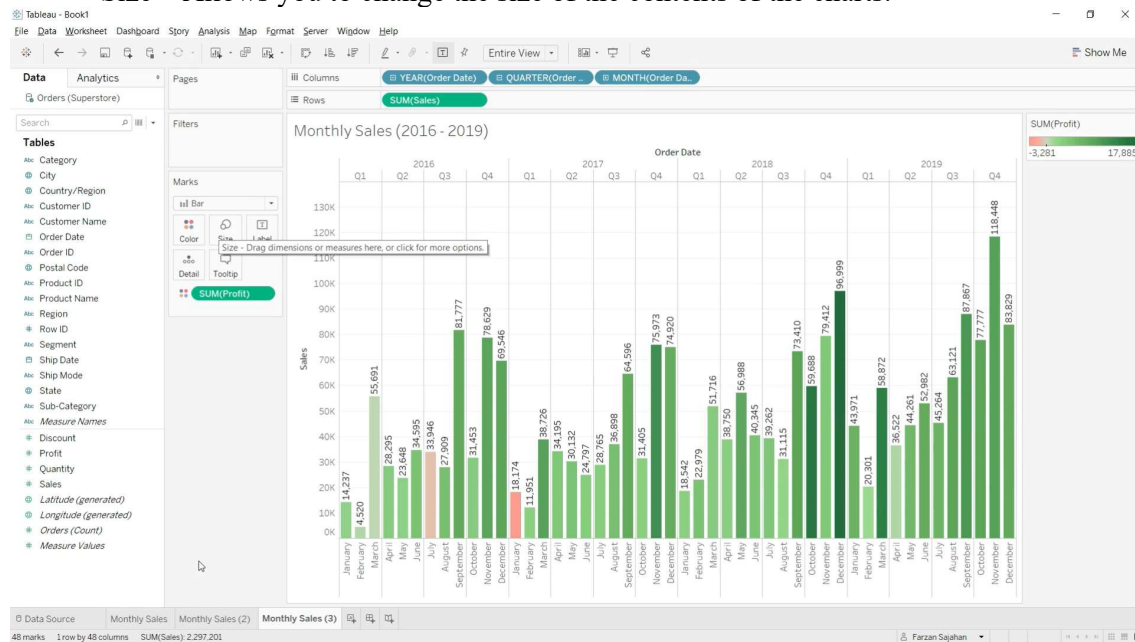 Size – Allows you to change the size of the contents of the charts.
Tableau - Book1
File Data Worksheet Dashboard Story Analysis Map Format Server Window Help
Entire View
Show Me
Data Analytics
Orders (Superstore)
Search
Tables
Abc Category
City
Country/Region
Abc Customer ID
Abc Customer Name
Order Date
Abc Order ID
Postal Code
Abc Product ID
Abc Product Name
Abc Region
# Row ID
Abc Segment
Ship Date
Abc Ship Mode
State
Abc Sub-Category
Abc Measure Names
# Discount
# Profit
# Quantity
# Sales
Latitude (generated)
Longitude (generated)
# Orders (Count)
# Measure Values
Pages
Filters
Marks
Bar
Color Size Label
Size - Drag dimensions or measures here, or click for more options.
Detail Tooltip
SUM(Profit)
Columns YEAR(Order Date) QUARTER(Order .. MONTH(Order Da..
Rows SUM(Sales)
Monthly Sales (2016 - 2019)
Order Date
2016 2017 2018 2019
Q1 Q2 Q3 Q4 Q1 Q2 Q3 Q4 Q1 Q2 Q3 Q4 Q1 Q2 Q3 Q4
Sales
130K
120K
110K
100K
90K
80K
70K
60K
50K
40K
30K
20K
10K
0K
14,237 4,520 55,691 28,295 23,648 34,595 33,946 27,909 81,777 31,453 78,629 69,546
18,174 11,951 38,726 34,195 30,132 24,797 28,765 36,898 64,596 31,405 75,973 74,920
18,542 22,979 51,716 38,750 56,988 40,345 39,262 31,115 73,410 59,688 79,412 96,999
43,971 20,301 58,872 36,522 44,261 52,982 45,264 63,121 87,867 77,777 118,448 83,829
January February March April May June July August September October November December
January February March April May June July August September October November December
January February March April May June July August September October November December
January February March April May June July August September October November December
SUM(Profit)
-3,281 17,885
Data Source Monthly Sales Monthly Sales (2) Monthly Sales (3)
48 marks 1 row by 48 columns SUM(Sales): 2,297,201
Farzan Sajahan